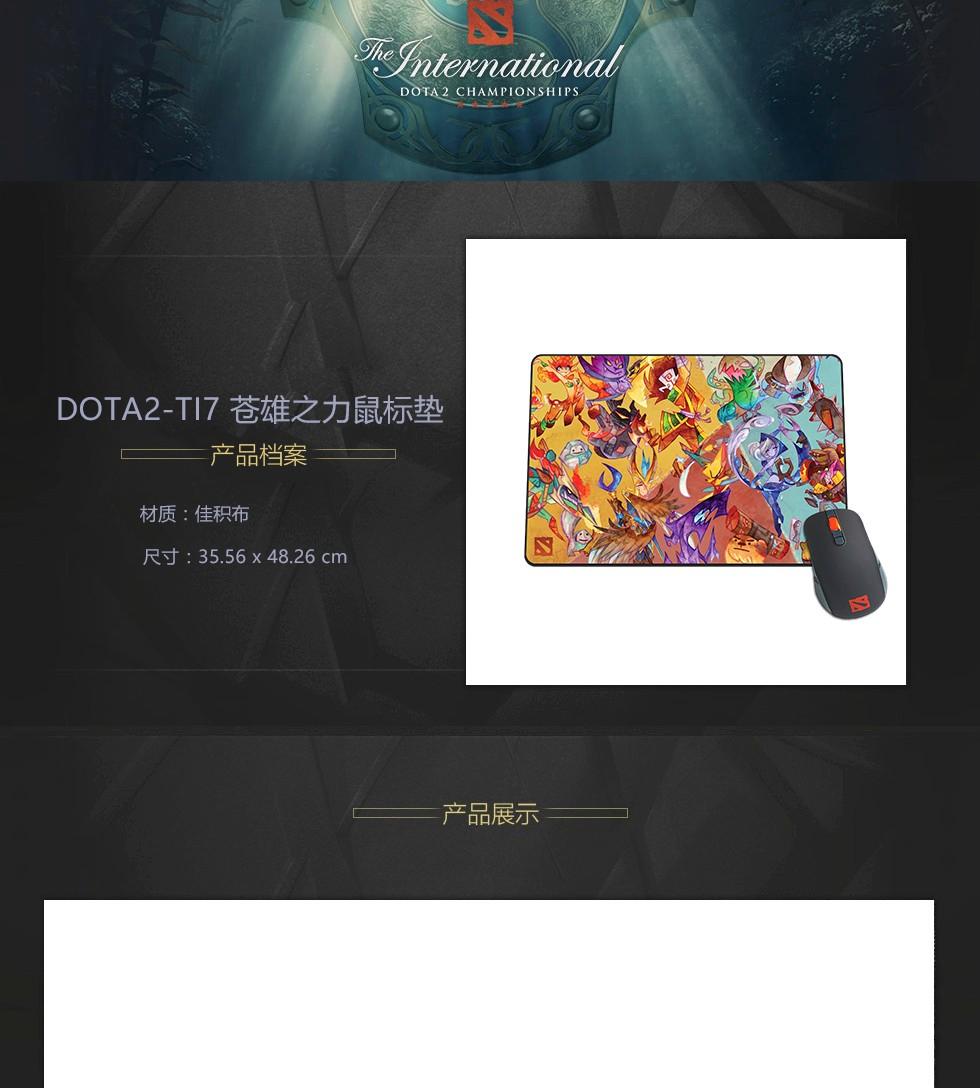 The International
DOTA 2 CHAMPIONSHIPS
DOTA2-TI7 苍雄之力鼠标垫
产品档案
材质：佳积布
尺寸：35.56 x 48.26 cm
产品展示